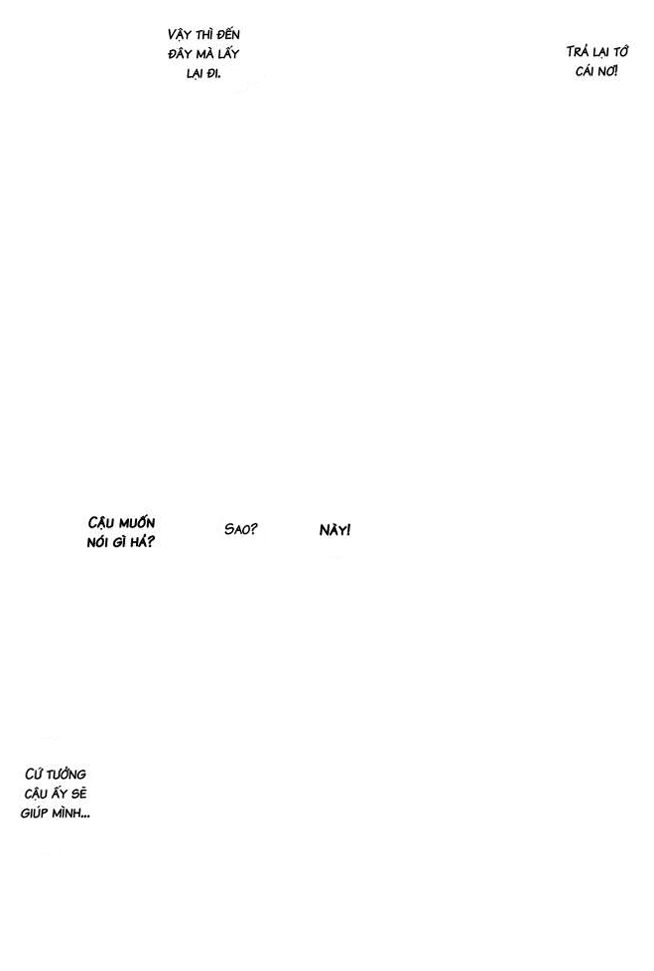 TRẢ LẠI TỚ
CÁI NƠ!
VẬY THÌ ĐẾN
ĐÂY MÀ LẤY
LẠI ĐI.
NÀY!
SAO?
CẬU MUỐN
NÓI GÌ HẢ?
CỨ TƯỞNG
CẬU ẤY SẼ
GIÚP MÌNH...